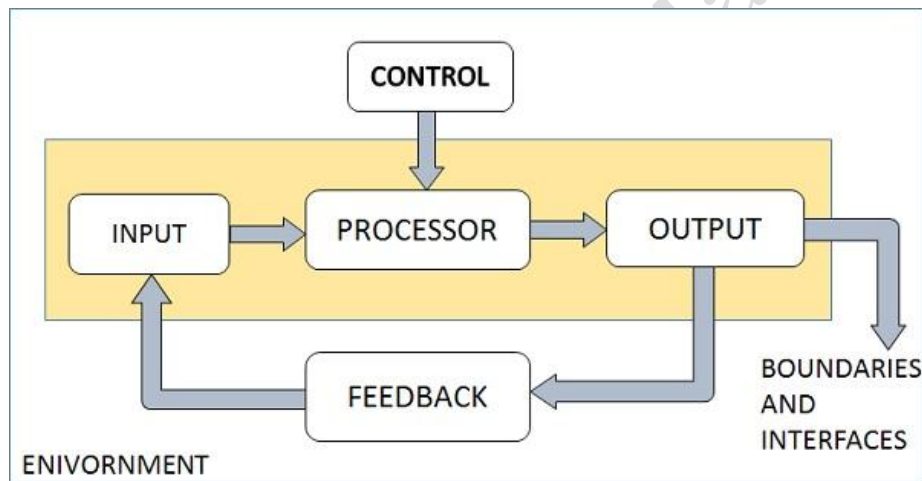 CONTROL
INPUT
PROCESSOR
OUTPUT
FEEDBACK
BOUNDARIES
AND
INTERFACES
ENIVORNMENT